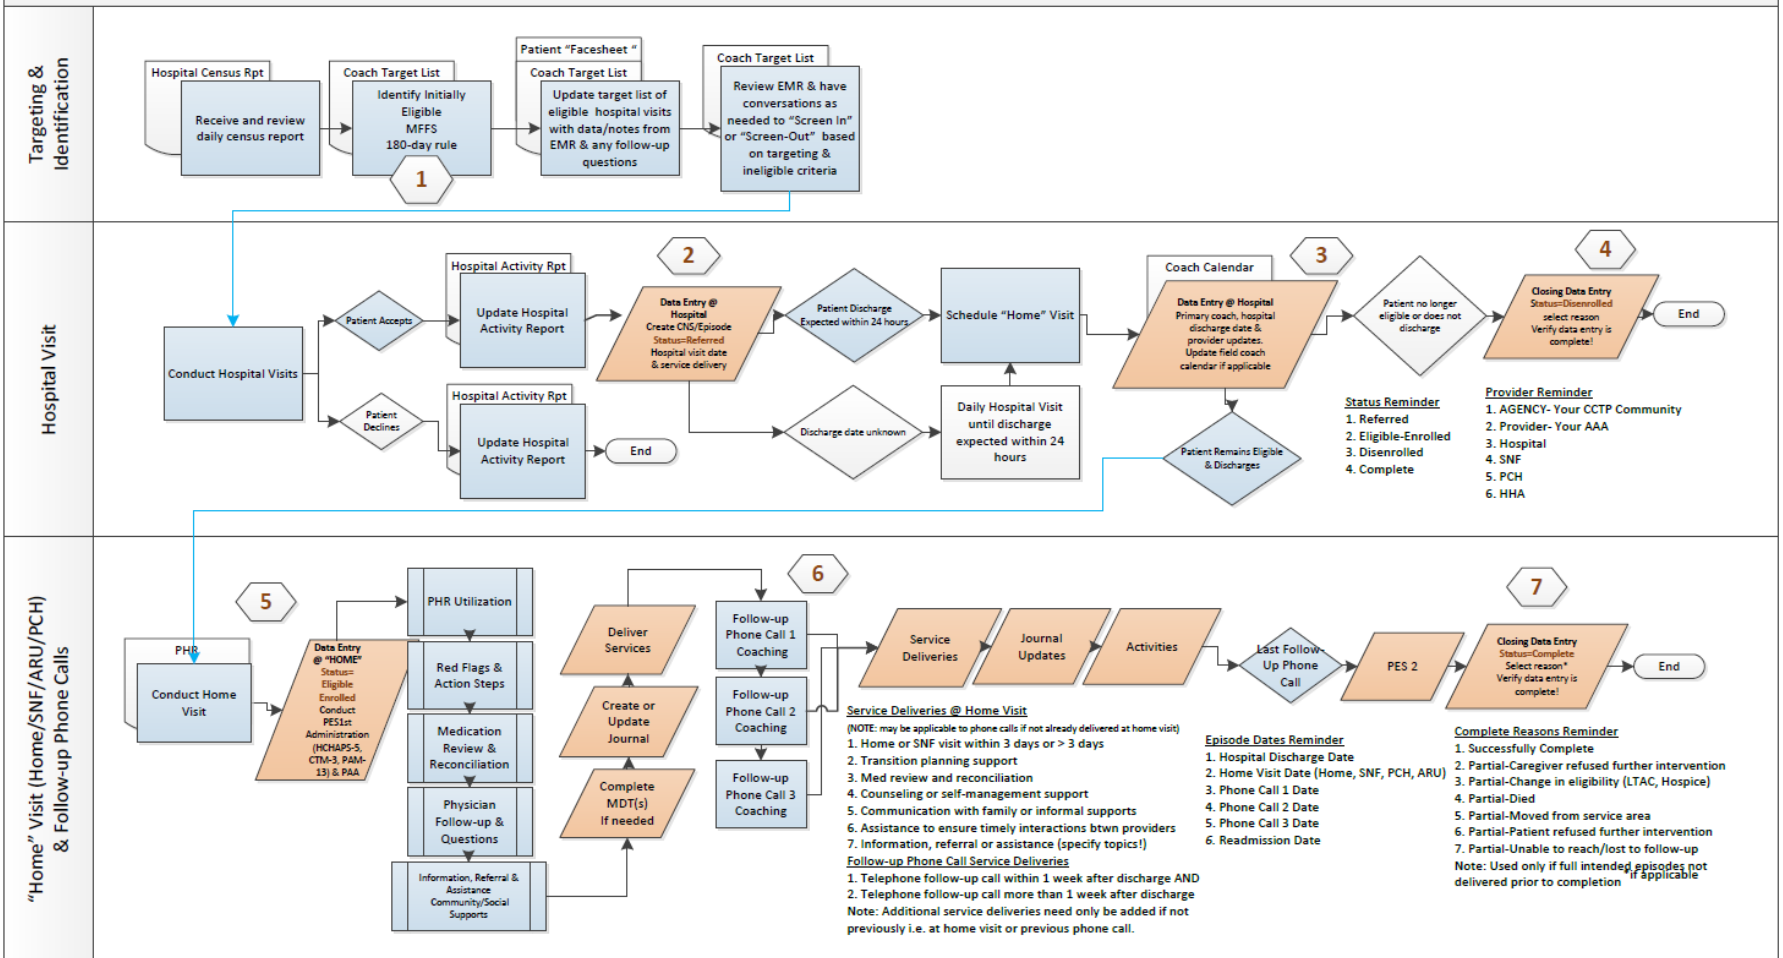 Targeting &
Identification
Hospital Census Rpt
Receive and review
daily census report
Coach Target List
Identify Initially
Eligible
MFFS
180-day rule
1
Patient “Facesheet “
Coach Target List
Update target list of
eligible hospital visits
with data/notes from
EMR & any follow-up
questions
Coach Target List
Review EMR & have
conversations as
needed to “Screen In”
or “Screen-Out” based
on targeting &
ineligible criteria
Hospital Visit
Conduct Hospital Visits
Patient Accepts
Hospital Activity Rpt
Update Hospital
Activity Report
Patient
Declines
Hospital Activity Rpt
Update Hospital
Activity Report
End
2
Data Entry @
Hospital
Create CNS/Episode
Status=Referred
Hospital visit date
& service delivery
Patient Discharge
Expected within 24 hours
Discharge date unknown
Schedule “Home” Visit
Daily Hospital Visit
until discharge
expected within 24
hours
3
Coach Calendar
Data Entry @ Hospital
Primary coach, hospital
discharge date &
provider updates.
Update field coach
calendar if applicable
Patient Remains Eligible
& Discharges
Patient no longer
eligible or does not
discharge
4
Closing Data Entry
Status=Disenrolled
select reason
Verify data entry is
complete!
End
Status Reminder
1. Referred
2. Eligible-Enrolled
3. Disenrolled
4. Complete
Provider Reminder
1. AGENCY- Your CCTP Community
2. Provider- Your AAA
3. Hospital
4. SNF
5. PCH
6. HHA
“Home” Visit (Home/SNF/ARU/PCH)
& Follow-up Phone Calls
PHR
Conduct Home
Visit
5
Data Entry
@ “HOME”
Status=
Eligible
Enrolled
Conduct
PES1st
Administration
(HCHAPS-5,
CTM-3, PAM-
13) & PAA
PHR Utilization
Red Flags &
Action Steps
Medication
Review &
Reconciliation
Physician
Follow-up &
Questions
Information, Referral &
Assistance
Community/Social
Supports
Deliver
Services
Create or
Update
Journal
Complete
MDT(s)
If needed
6
Follow-up
Phone Call 1
Coaching
Follow-up
Phone Call 2
Coaching
Follow-up
Phone Call 3
Coaching
Service
Deliveries
Journal
Updates
Activities
Last Follow-
Up Phone
Call
PES 2
7
Closing Data Entry
Status=Complete
Select reason*
Verify data entry is
complete!
End
Service Deliveries @ Home Visit
(NOTE: may be applicable to phone calls if not already delivered at home visit)
1. Home or SNF visit within 3 days or > 3 days
2. Transition planning support
3. Med review and reconciliation
4. Counseling or self-management support
5. Communication with family or informal supports
6. Assistance to ensure timely interactions btwn providers
7. Information, referral or assistance (specify topics!)
Follow-up Phone Call Service Deliveries
1. Telephone follow-up call within 1 week after discharge AND
2. Telephone follow-up call more than 1 week after discharge
Note: Additional service deliveries need only be added if not
previously i.e. at home visit or previous phone call.
Episode Dates Reminder
1. Hospital Discharge Date
2. Home Visit Date (Home, SNF, PCH, ARU)
3. Phone Call 1 Date
4. Phone Call 2 Date
5. Phone Call 3 Date
6. Readmission Date
Complete Reasons Reminder
1. Successfully Complete
2. Partial-Caregiver refused further intervention
3. Partial-Change in eligibility (LTAC, Hospice)
4. Partial-Died
5. Partial-Moved from service area
6. Partial-Patient refused further intervention
7. Partial-Unable to reach/lost to follow-up
Note: Used only if full intended episodes not
delivered prior to completion
*if applicable